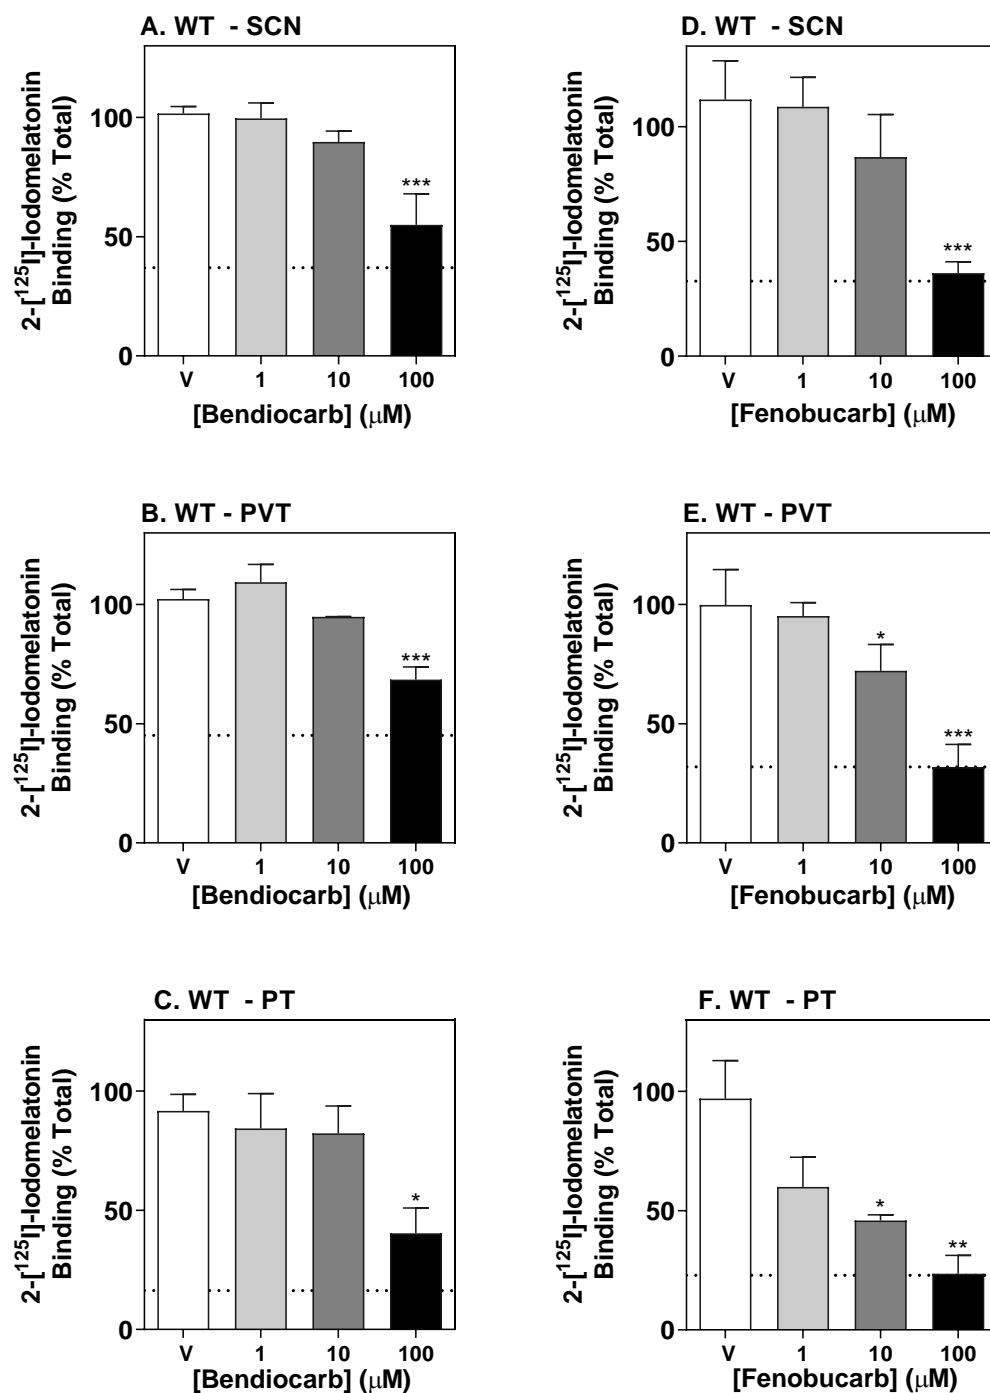 A. WT - SCN
2-[¹²⁵I]-Iodomelatonin
Binding (% Total)
100
50
0
***
V 1 10 100
[Bendiocarb] (μM)
D. WT - SCN
2-[¹²⁵I]-Iodomelatonin
Binding (% Total)
100
50
0
***
V 1 10 100
[Fenobucarb] (μM)
B. WT - PVT
2-[¹²⁵I]-Iodomelatonin
Binding (% Total)
100
50
0
***
V 1 10 100
[Bendiocarb] (μM)
E. WT - PVT
2-[¹²⁵I]-Iodomelatonin
Binding (% Total)
100
50
0
*
***
V 1 10 100
[Fenobucarb] (μM)
C. WT - PT
2-[¹²⁵I]-Iodomelatonin
Binding (% Total)
100
50
0
*
V 1 10 100
[Bendiocarb] (μM)
F. WT - PT
2-[¹²⁵I]-Iodomelatonin
Binding (% Total)
100
50
0
*
**
V 1 10 100
[Fenobucarb] (μM)